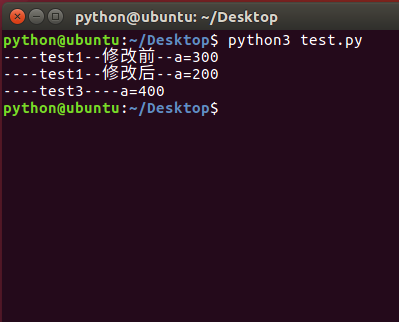 python@ubuntu: ~/Desktop
python@ubuntu:~/Desktop$ python3 test.py
----test1--修改前--a=300
----test1--修改后--a=200
----test3----a=400
python@ubuntu:~/Desktop$